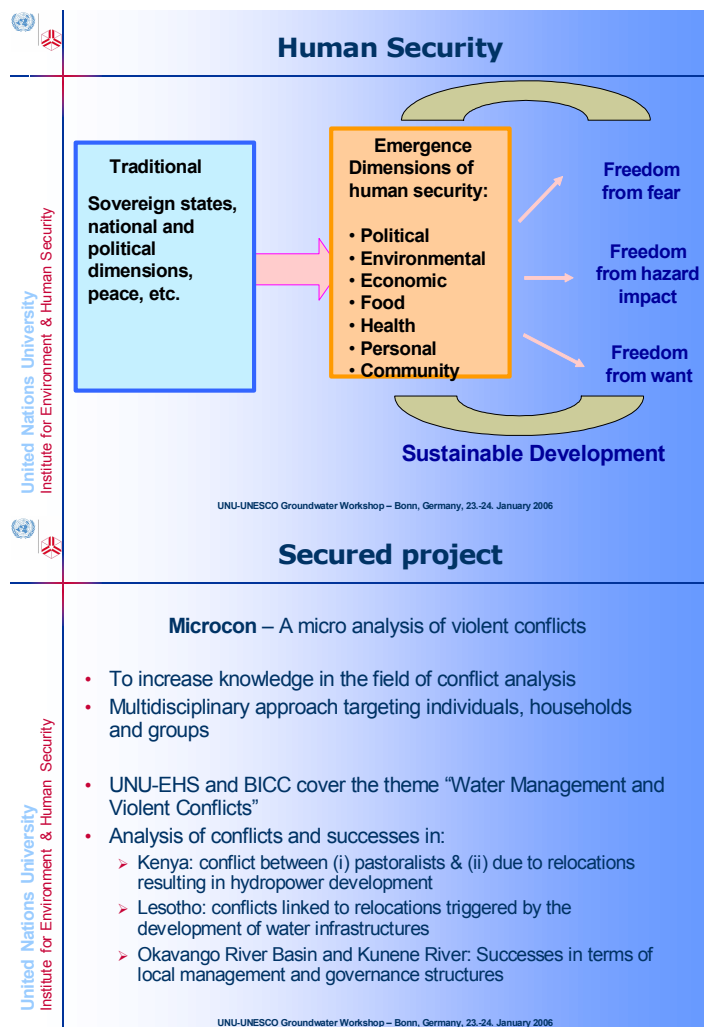 Human Security
Traditional
Sovereign states,
national and
political
dimensions,
peace, etc.
Emergence
Dimensions of
human security:
• Political
• Environmental
• Economic
• Food
• Health
• Personal
• Community
Freedom
from fear
Freedom
from hazard
impact
Freedom
from want
Sustainable Development
United Nations University
Institute for Environment & Human Security
UNU-UNESCO Groundwater Workshop – Bonn, Germany, 23.-24. January 2006
Secured project
Microcon – A micro analysis of violent conflicts
• To increase knowledge in the field of conflict analysis
• Multidisciplinary approach targeting individuals, households
and groups
• UNU-EHS and BICC cover the theme “Water Management and
Violent Conflicts”
• Analysis of conflicts and successes in:
➢ Kenya: conflict between (i) pastoralists & (ii) due to relocations
resulting in hydropower development
➢ Lesotho: conflicts linked to relocations triggered by the
development of water infrastructures
➢ Okavango River Basin and Kunene River: Successes in terms of
local management and governance structures
United Nations University
Institute for Environment & Human Security
UNU-UNESCO Groundwater Workshop – Bonn, Germany, 23.-24. January 2006